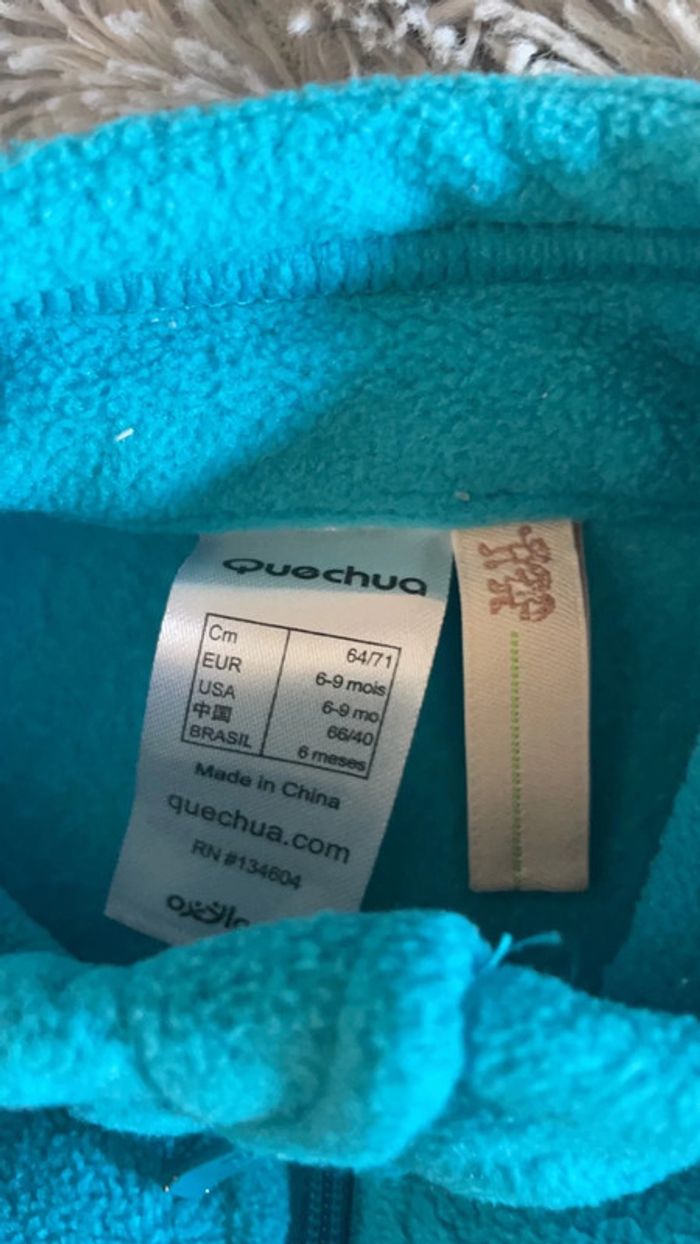 Quechua
Cm 64/71
EUR 6-9 mois
USA 6-9 mo
中国 66/40
BRASIL 6 meses
Made in China
quechua.com
RN #134604